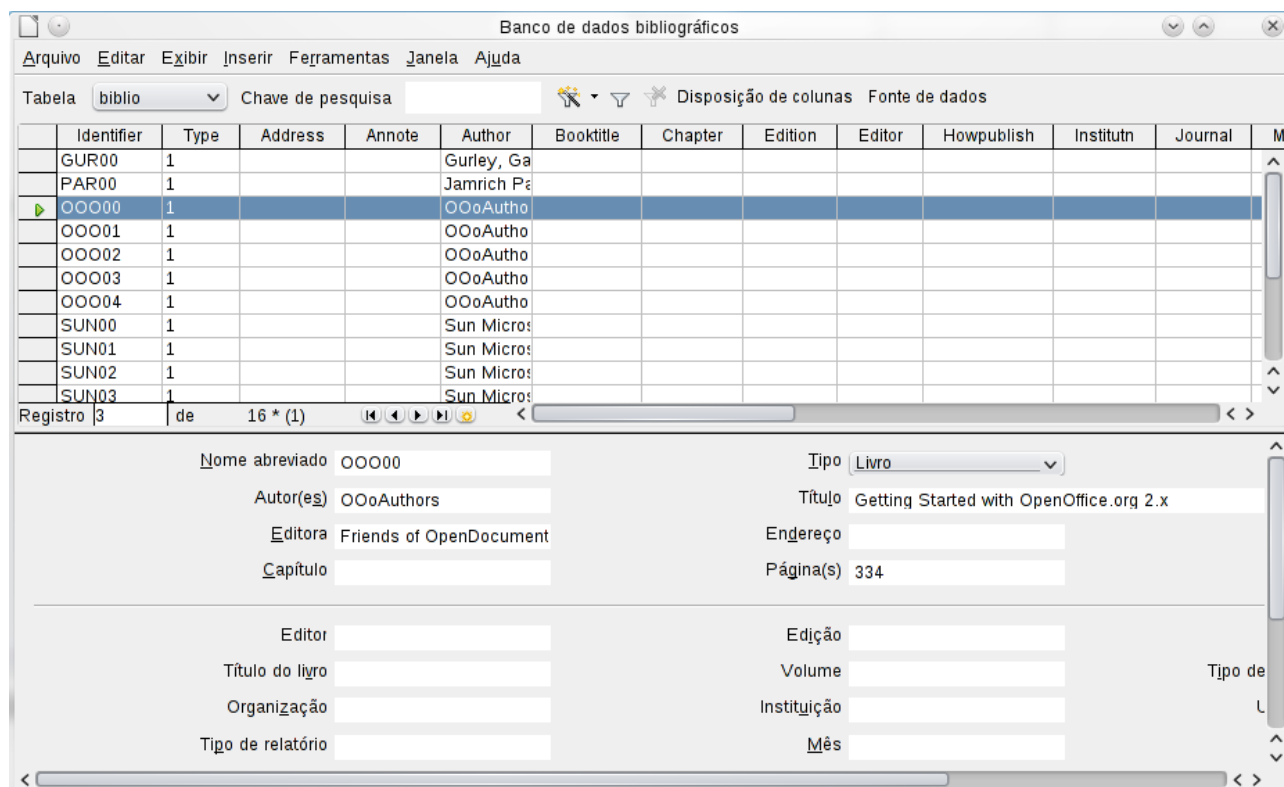 Banco de dados bibliográficos
Arquivo Editar Exibir Inserir Ferramentas Janela Ajuda
Tabela biblio Chave de pesquisa Disposição de colunas Fonte de dados
Identifier Type Address Annote Author Booktitle Chapter Edition Editor Howpublish Institutn Journal M
GUR00 1 Gurley, Ga
PAR00 1 Jamrich Pa
OOO00 1 OOoAutho
OOO01 1 OOoAutho
OOO02 1 OOoAutho
OOO03 1 OOoAutho
OOO04 1 OOoAutho
SUN00 1 Sun Micros
SUN01 1 Sun Micros
SUN02 1 Sun Micros
SUN03 1 Sun Micros
Registro 3 de 16 * (1)
Nome abreviado OOO00 Tipo Livro
Autor(es) OOoAuthors Título Getting Started with OpenOffice.org 2.x
Editora Friends of OpenDocument Endereço
Capítulo Página(s) 334
Editor Edição
Título do livro Volume Tipo de
Organização Instituição U
Tipo de relatório Mês